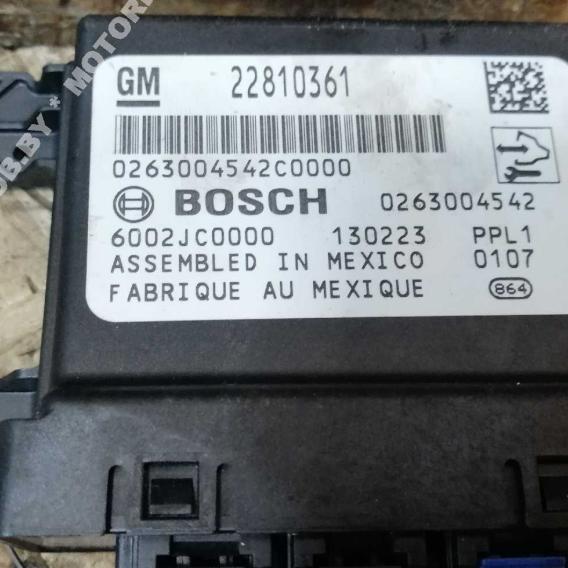 GM 22810361
0263004542C0000
BOSCH 0263004542
6002JC0000 130223 PPL1
ASSEMBLED IN MEXICO 0107
FABRIQUE AU MEXIQUE 864